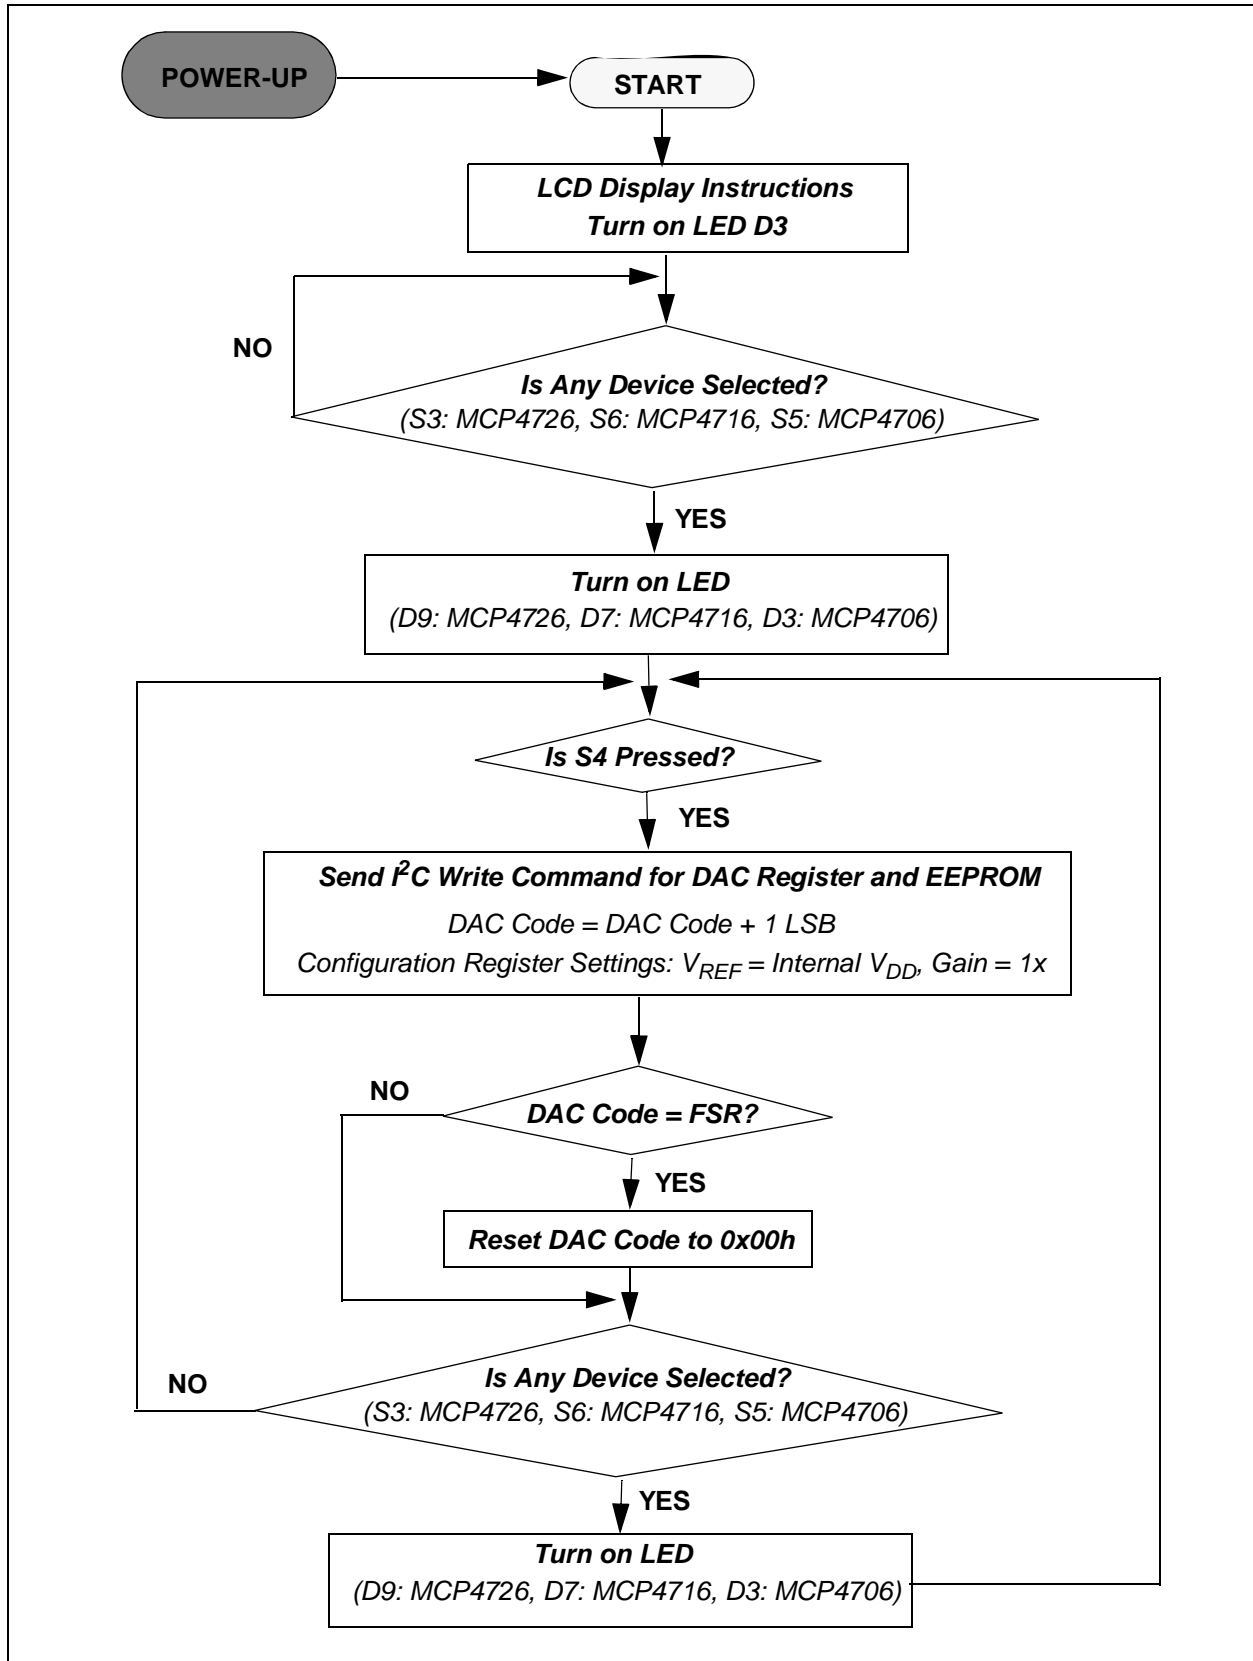 POWER-UP
START
LCD Display Instructions
Turn on LED D3
NO
Is Any Device Selected?
(S3: MCP4726, S6: MCP4716, S5: MCP4706)
YES
Turn on LED
(D9: MCP4726, D7: MCP4716, D3: MCP4706)
Is S4 Pressed?
YES
Send I²C Write Command for DAC Register and EEPROM
DAC Code = DAC Code + 1 LSB
Configuration Register Settings: V_REF = Internal V_DD, Gain = 1x
NO
DAC Code = FSR?
YES
Reset DAC Code to 0x00h
NO
Is Any Device Selected?
(S3: MCP4726, S6: MCP4716, S5: MCP4706)
YES
Turn on LED
(D9: MCP4726, D7: MCP4716, D3: MCP4706)